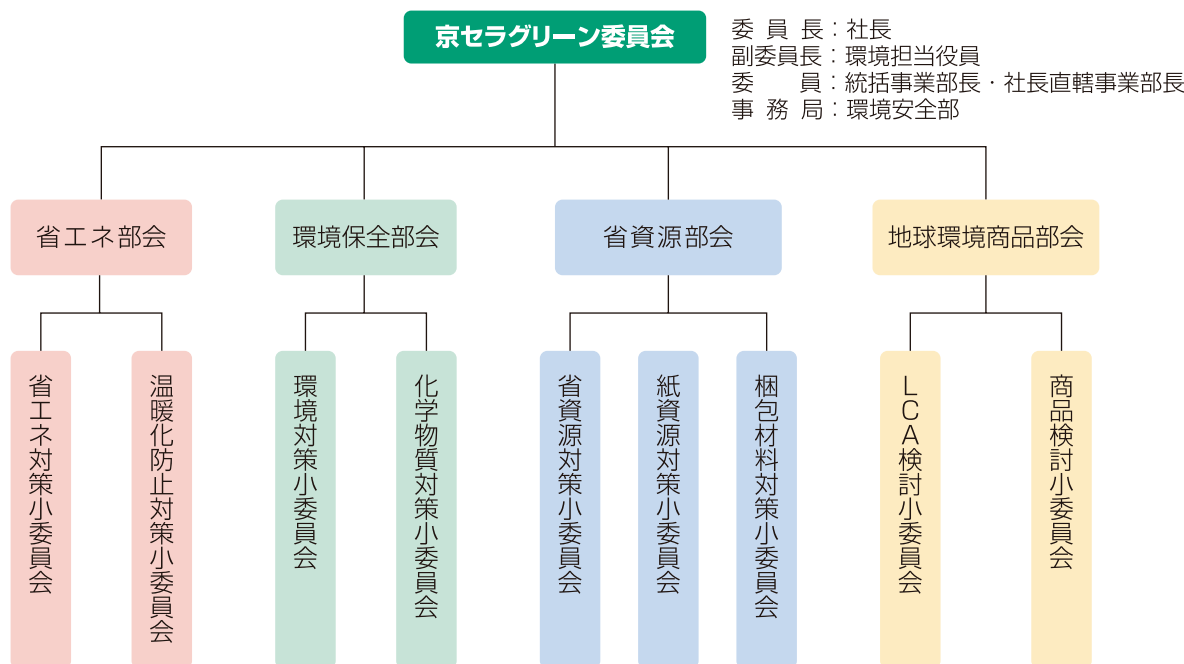 京セラグリーン委員会
委員長：社長
副委員長：環境担当役員
委員：統括事業部長・社長直轄事業部長
事務局：環境安全部
省エネ部会
環境保全部会
省資源部会
地球環境商品部会
省エネ対策小委員会
温暖化防止対策小委員会
環境対策小委員会
化学物質対策小委員会
省資源対策小委員会
紙資源対策小委員会
梱包材料対策小委員会
LCA検討小委員会
商品検討小委員会